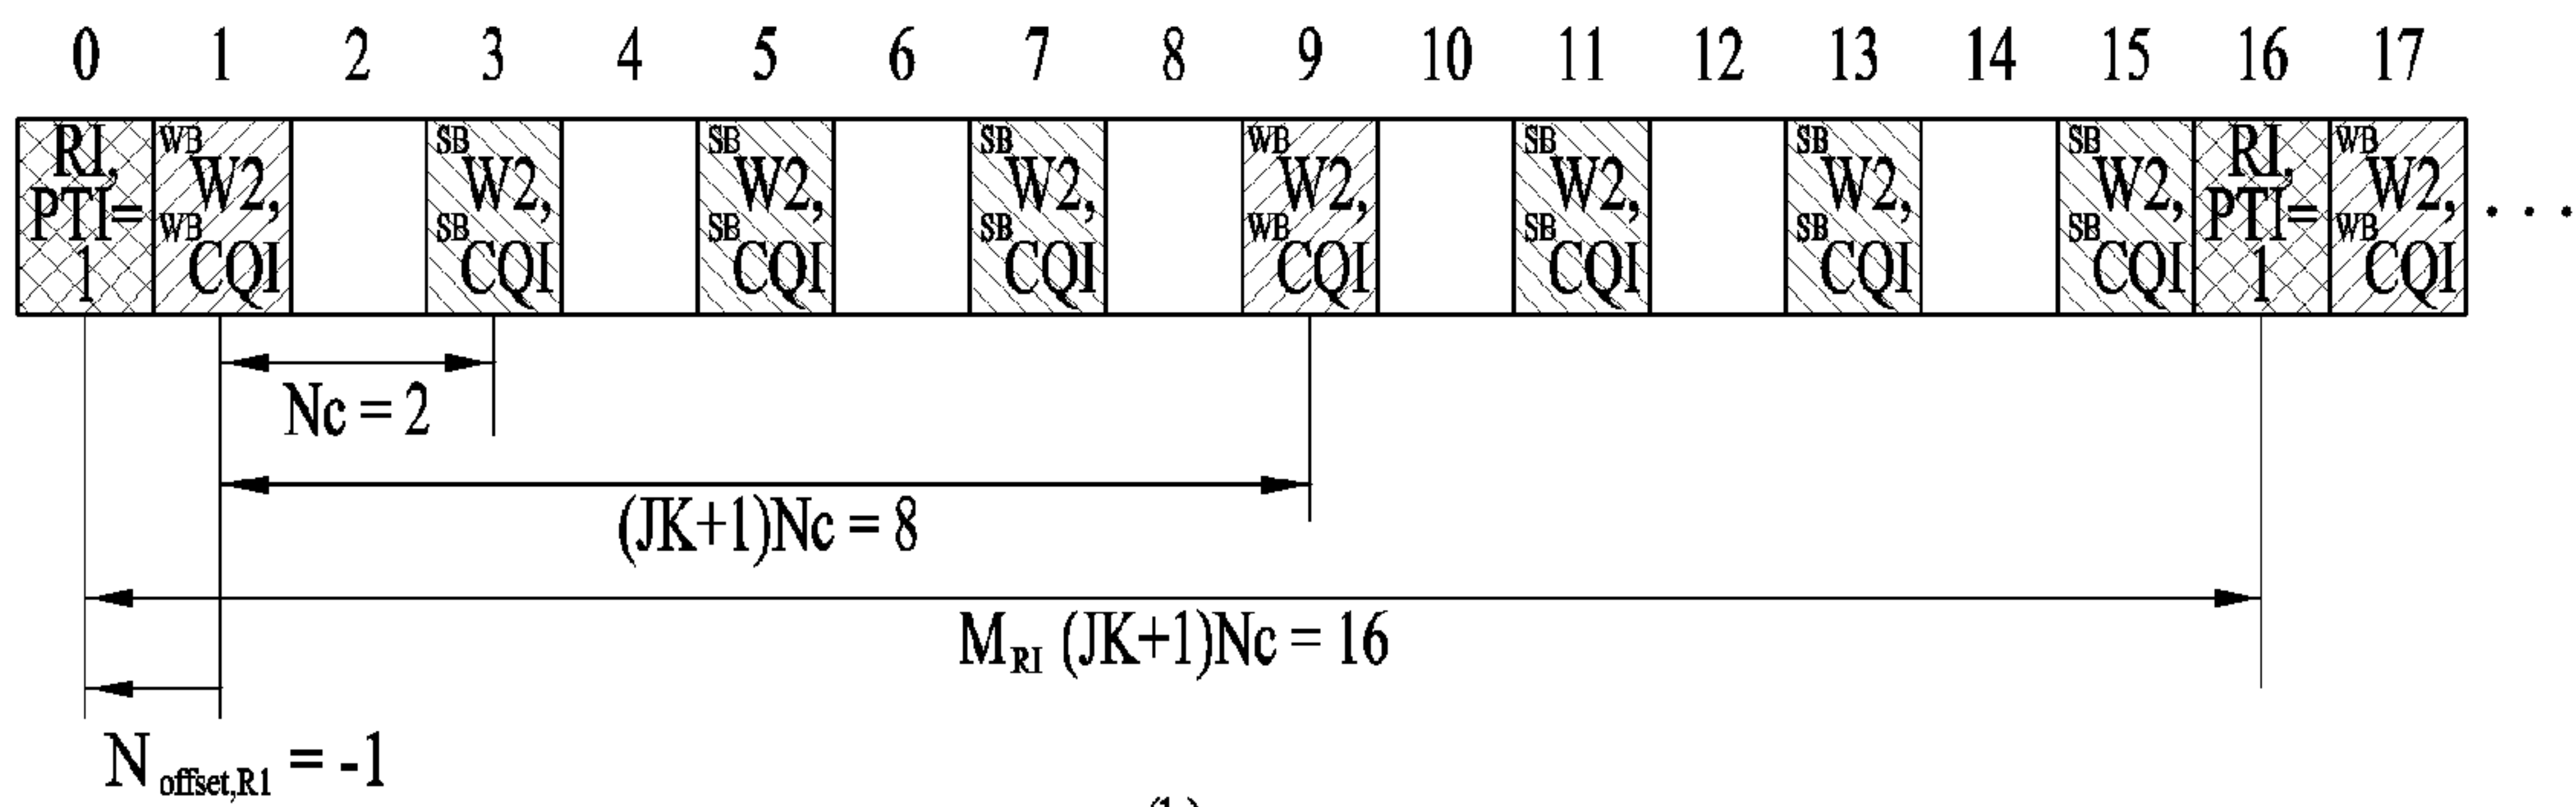 0 1 2 3 4 5 6 7 8 9 10 11 12 13 14 15 16 17
RI, PTI= 1
WB W2, WB CQI
SB W2, SB CQI
SB W2, SB CQI
SB W2, SB CQI
WB W2, WB CQI
SB W2, SB CQI
SB W2, SB CQI
SB W2, SB CQI
RI, PTI= 1
WB W2, WB CQI
. . .
Nc = 2
(JK+1)Nc = 8
MRI (JK+1)Nc = 16
Noffset,R1 = -1